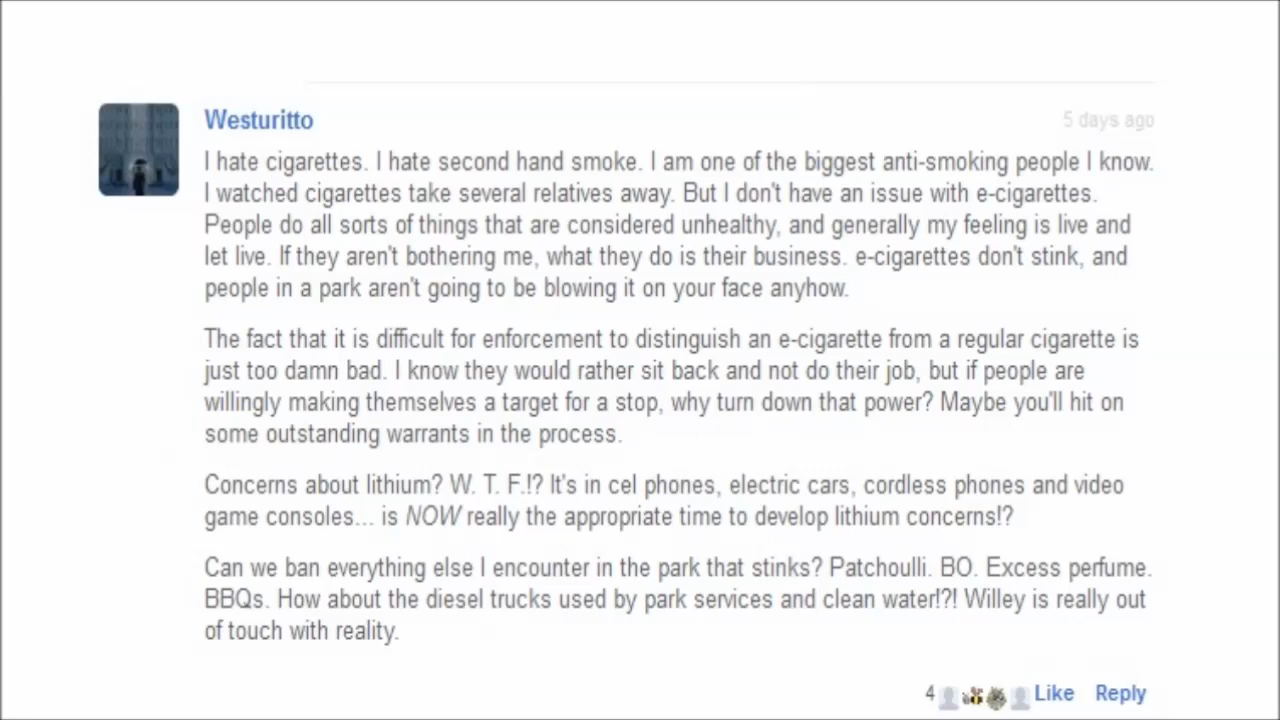 Westuritto
5 days ago
I hate cigarettes. I hate second hand smoke. I am one of the biggest anti-smoking people I know.
I watched cigarettes take several relatives away. But I don't have an issue with e-cigarettes.
People do all sorts of things that are considered unhealthy, and generally my feeling is live and
let live. If they aren't bothering me, what they do is their business. e-cigarettes don't stink, and
people in a park aren't going to be blowing it on your face anyhow.
The fact that it is difficult for enforcement to distinguish an e-cigarette from a regular cigarette is
just too damn bad. I know they would rather sit back and not do their job, but if people are
willingly making themselves a target for a stop, why turn down that power? Maybe you'll hit on
some outstanding warrants in the process.
Concerns about lithium? W. T. F.!? It's in cel phones, electric cars, cordless phones and video
game consoles... is NOW really the appropriate time to develop lithium concerns!?
Can we ban everything else I encounter in the park that stinks? Patchoulli. BO. Excess perfume.
BBQs. How about the diesel trucks used by park services and clean water!?! Willey is really out
of touch with reality.
4 Like Reply